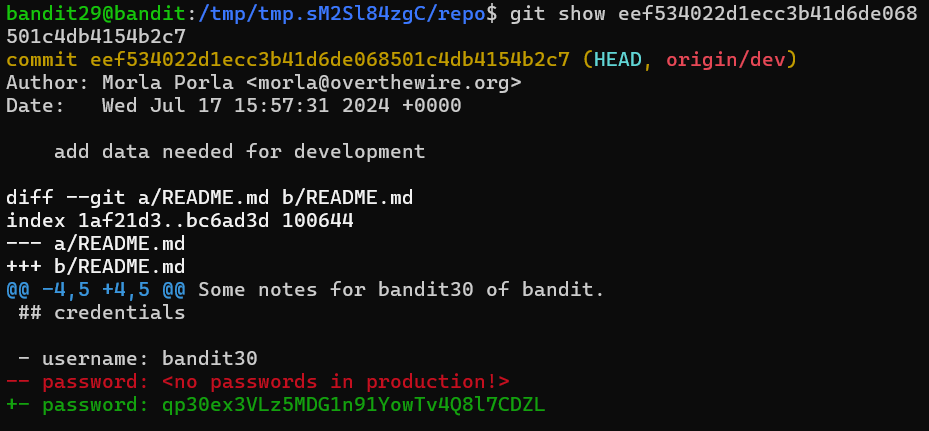 bandit29@bandit:/tmp/tmp.sM2Sl84zgC/repo$ git show eef534022d1ecc3b41d6de068
501c4db4154b2c7
commit eef534022d1ecc3b41d6de068501c4db4154b2c7 (HEAD, origin/dev)
Author: Morla Porla <morla@overthewire.org>
Date:   Wed Jul 17 15:57:31 2024 +0000

    add data needed for development

diff --git a/README.md b/README.md
index 1af21d3..bc6ad3d 100644
--- a/README.md
+++ b/README.md
@@ -4,5 +4,5 @@ Some notes for bandit30 of bandit.
 ## credentials

 - username: bandit30
-- password: <no passwords in production!>
+- password: qp30ex3VLz5MDG1n91YowTv4Q8l7CDZL